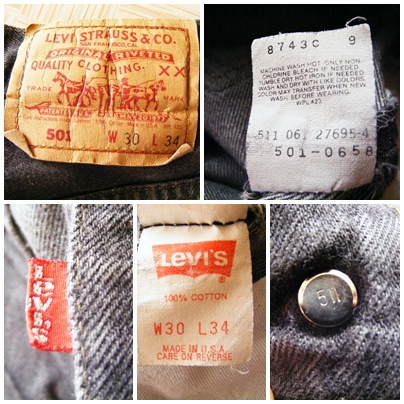 LEVI STRAUSS & CO.
SAN FRANCISCO, CAL.
ORIGINAL RIVETED
QUALITY CLOTHING.
XX
TRADE MARK
501 W 30 L 34
8743C 9
MACHINE WASH HOT. ONLY NON-
CHLORINE BLEACH IF NEEDED.
TUMBLE DRY HOT. IRON IF NEEDED.
WASH AND DRY WITH LIKE COLORS.
COLOR MAY TRANSFER WHEN NEW
WASH BEFORE WEARING.
WPL 423
511 061 27695-4
501-0658
LEVI'S
LEVI'S
®
100% COTTON
W30 L34
MADE IN U.S.A
CARE ON REVERSE
511